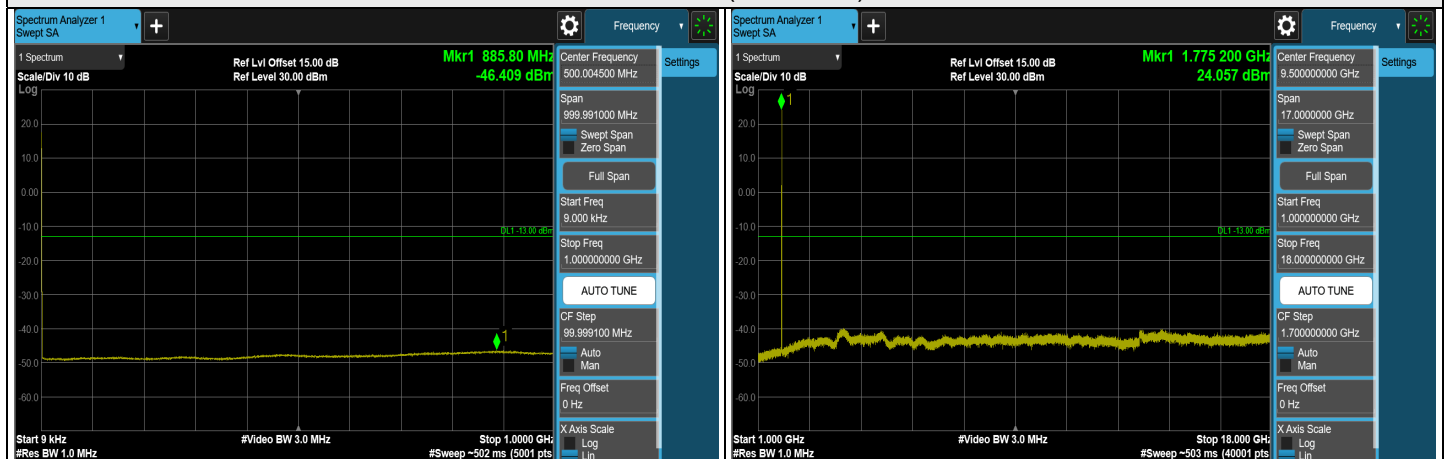 Spectrum Analyzer 1
Swept SA
+
Frequency
1 Spectrum
Ref Lvl Offset 15.00 dB
Mkr1 885.80 MHz
Scale/Div 10 dB
Ref Level 30.00 dBm
-46.409 dBm
Log
1
20.0
10.0
0.00
-10.0
DL1 -13.00 dBm
-20.0
-30.0
-40.0
1
-50.0
-60.0
Start 9 kHz
#Video BW 3.0 MHz
Stop 1.0000 GHz
#Res BW 1.0 MHz
#Sweep ~502 ms (5001 pts
Center Frequency
500.004500 MHz
Settings
Span
999.991000 MHz
Swept Span
Zero Span
Full Span
Start Freq
9.000 kHz
Stop Freq
1.000000000 GHz
AUTO TUNE
CF Step
99.999100 MHz
Auto
Man
Freq Offset
0 Hz
X Axis Scale
Log
Lin
Spectrum Analyzer 1
Swept SA
+
Frequency
1 Spectrum
Ref Lvl Offset 15.00 dB
Mkr1 1.775 200 GHz
Scale/Div 10 dB
Ref Level 30.00 dBm
24.057 dBm
Log
1
20.0
10.0
0.00
-10.0
DL1 -13.00 dBm
-20.0
-30.0
-40.0
-50.0
-60.0
Start 1.000 GHz
#Video BW 3.0 MHz
Stop 18.000 GHz
#Res BW 1.0 MHz
#Sweep ~503 ms (40001 pts
Center Frequency
9.500000000 GHz
Settings
Span
17.0000000 GHz
Swept Span
Zero Span
Full Span
Start Freq
1.000000000 GHz
Stop Freq
18.000000000 GHz
AUTO TUNE
CF Step
1.700000000 GHz
Auto
Man
Freq Offset
0 Hz
X Axis Scale
Log
Lin